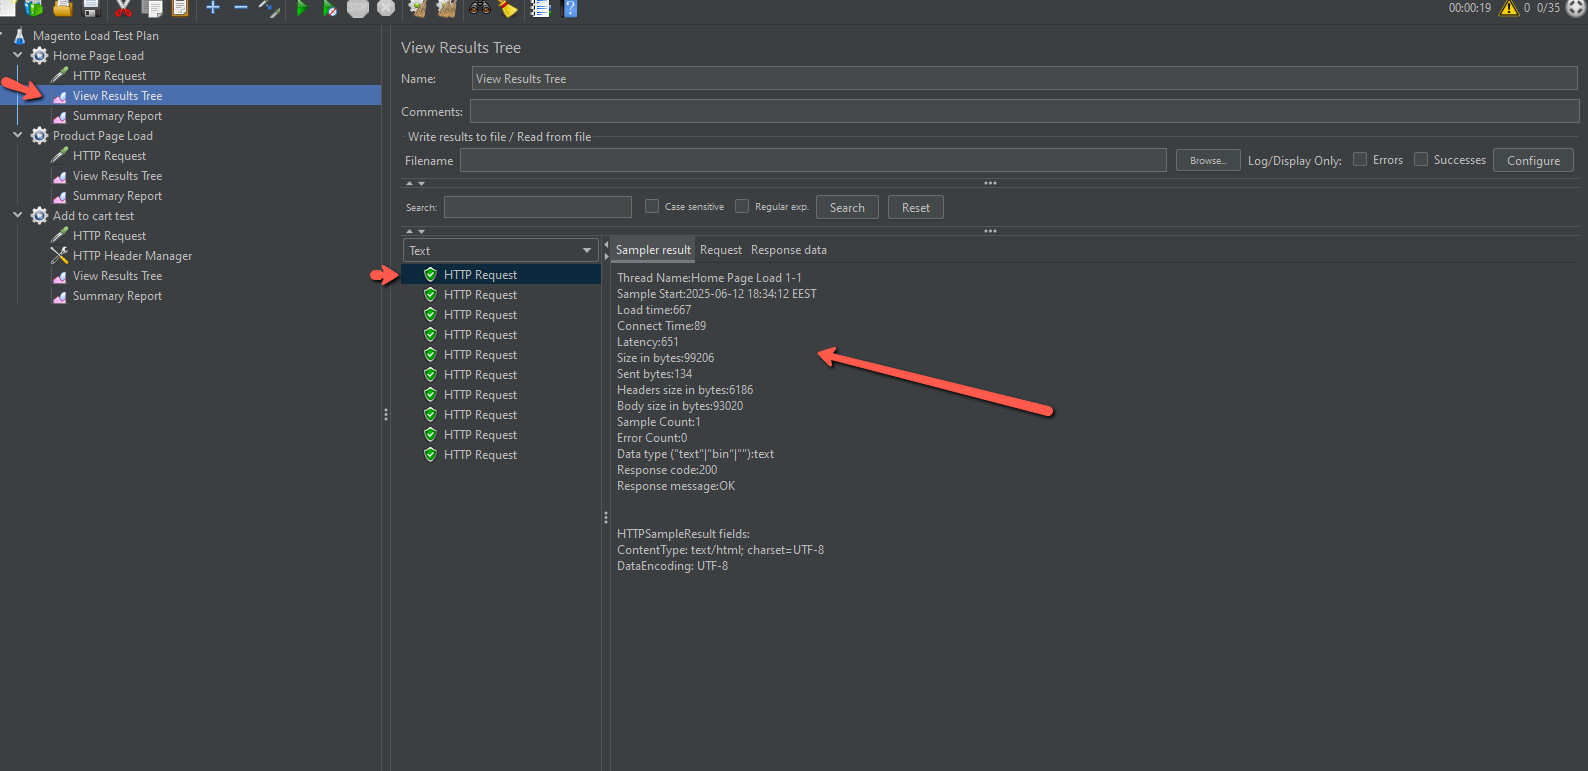 00:00:19 0 0/35
Magento Load Test Plan
Home Page Load
HTTP Request
View Results Tree
Summary Report
Product Page Load
HTTP Request
View Results Tree
Summary Report
Add to cart test
HTTP Request
HTTP Header Manager
View Results Tree
Summary Report
View Results Tree
Name: View Results Tree
Comments:
Write results to file / Read from file
Filename Browse... Log/Display Only: Errors Successes Configure
Search: Case sensitive Regular exp. Search Reset
Text
HTTP Request
HTTP Request
HTTP Request
HTTP Request
HTTP Request
HTTP Request
HTTP Request
HTTP Request
HTTP Request
HTTP Request
Sampler result Request Response data
Thread Name:Home Page Load 1-1
Sample Start:2025-06-12 18:34:12 EEST
Load time:667
Connect Time:89
Latency:651
Size in bytes:99206
Sent bytes:134
Headers size in bytes:6186
Body size in bytes:93020
Sample Count:1
Error Count:0
Data type ("text"|"bin"|""):text
Response code:200
Response message:OK
HTTPSampleResult fields:
ContentType: text/html; charset=UTF-8
DataEncoding: UTF-8